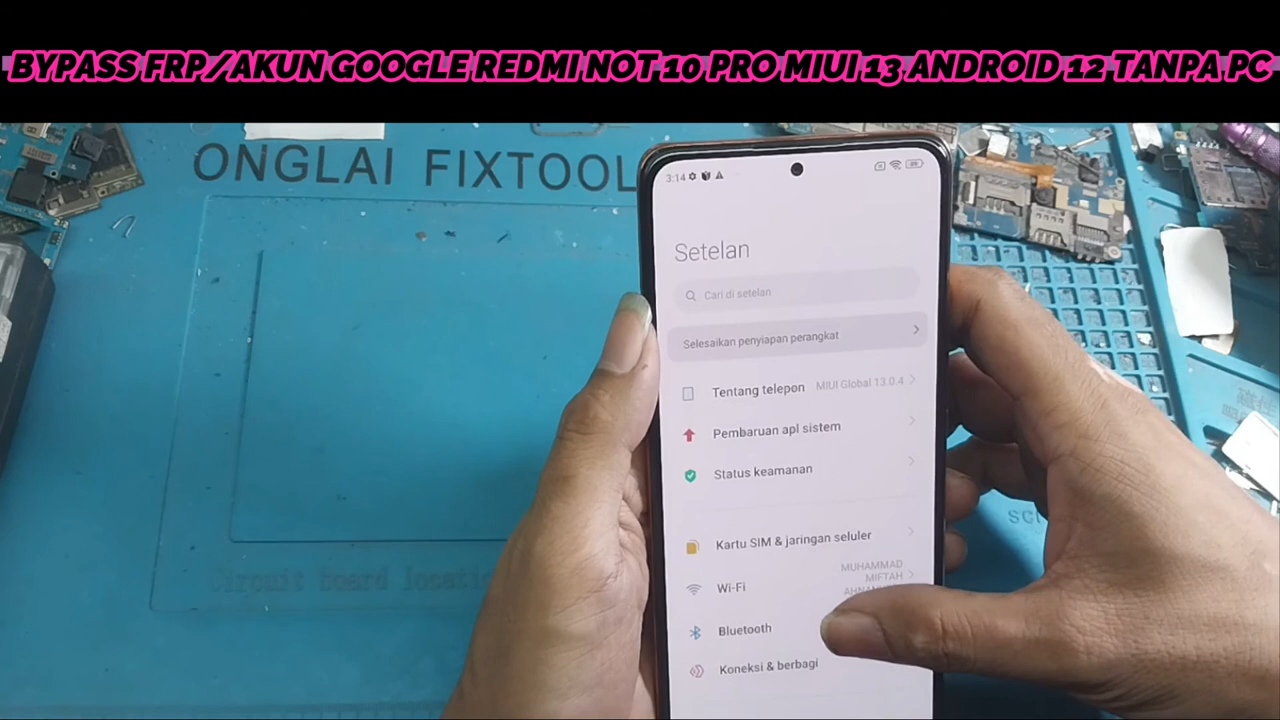 BYPASS FRP/AKUN GOOGLE REDMI NOT 10 PRO MIUI 13 ANDROID 12 TANPA PC
ONGLAI FIXTOOL
3:14
Setelan
Cari di setelan
Selesaikan penyiapan perangkat
Tentang telepon MIUI Global 13.0.4
Pembaruan apl sistem
Status keamanan
Kartu SIM & jaringan seluler
MUHAMMAD
Wi-Fi MIFTAH
Bluetooth
Koneksi & berbagi
Circuit board